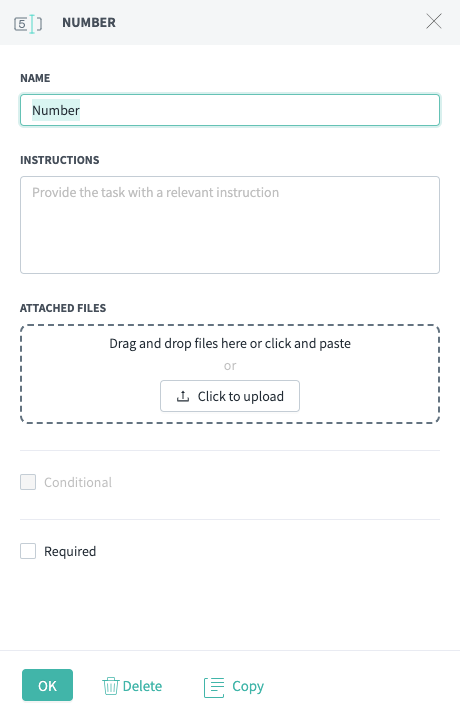 5
NUMBER
NAME
Number
INSTRUCTIONS
Provide the task with a relevant instruction
ATTACHED FILES
Drag and drop files here or click and paste
or
Click to upload
Conditional
Required
OK
Delete
Copy